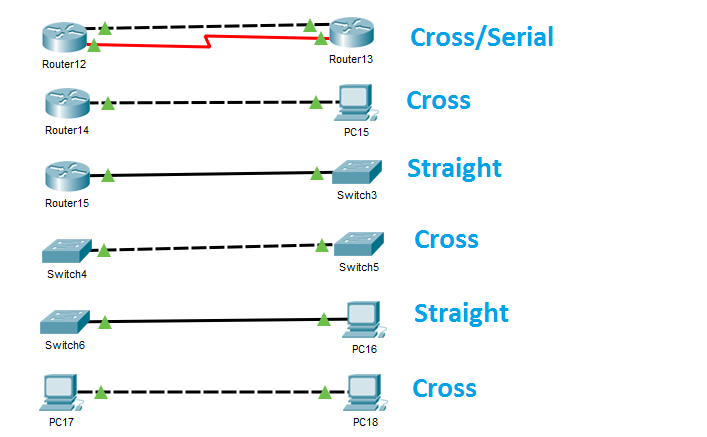 Router12
Router13
Cross/Serial
Router14
PC15
Cross
Router15
Switch3
Straight
Switch4
Switch5
Cross
Switch6
PC16
Straight
PC17
PC18
Cross